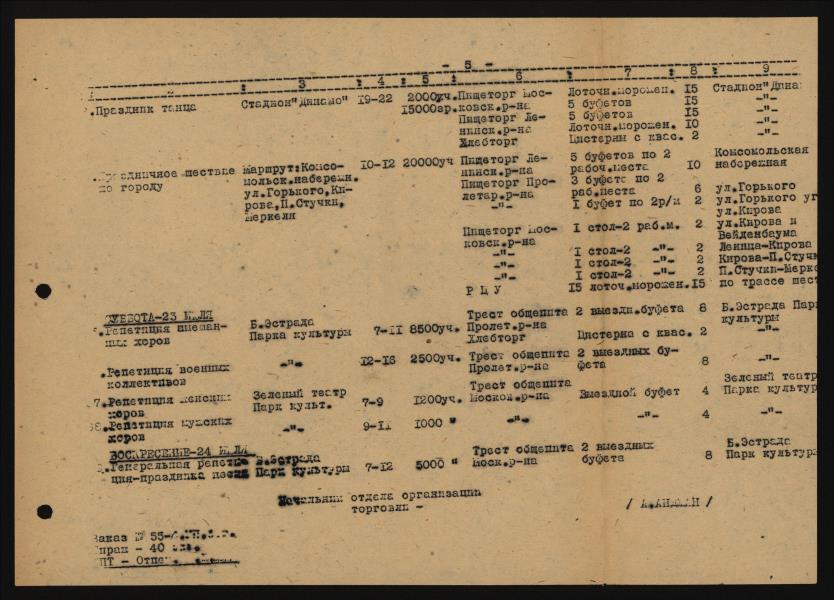 - 5 -
2 : 3 : 4 : 5 : 6 : 7 : 8 : 9
.Праздник танца Стадион"Динамо" 19-22 2000уч. Пищеторг Мос- Лоточн.морожен. 15 Стадион"Дина
15000зр. ковск.р-на 5 буфетов 15 -"-
Пищеторг Ле- 5 буфетов 15 -"-
нинск.р-на Лоточн.морожен. 10 -"-
Хлебторг Цистерны с квас. 2 -"-
.Праздничное шествие Маршрут:Комсо- 10-12 20000уч Пищеторг Ле- 5 буфетов по 2 Комсомольская
по городу мольск.набережн. нинск.р-на рабоч.места 10 набережная
ул.Горького,Ки- Пищеторг Про- 3 буфета по 2
рова,П.Стучки, летар.р-на раб.места 6 ул.Горького
Меркеля -"- I буфет по 2р/м 2 ул.Горького уг
ул.Кирова
Пищеторг Мос- I стол-2 раб.м. 2 ул.Кирова и
ковск.р-на Вейденбаума
-"- I стол-2 -"- 2 Ленина-Кирова
-"- I стол-2 -"- 2 Кирова-П.Стучк
-"- I стол-2 -"- 2 П.Стучки-Мерке
Р Ц У 15 лоточ.морожен. 15 по трассе шест
СУББОТА-23 ИЮЛЯ
.Репетиция смешан- Б.Эстрада Трест общепита 2 выездн.буфета 8 Б.Эстрада Парк
ных хоров Парка культуры 7-11 8500уч. Пролет.р-на культуры
Хлебторг Цистерна с квас. 2 -"-
.Репетиция военных -"- 12-16 2500уч. Трест общепита 2 выездных бу-
коллективов Пролет.р-на фета 8 -"-
7.Репетиция женских Зеленый театр Трест общепита Зеленый театр
хоров Парк культ. 7-9 1200уч. Москов.р-на Выездной буфет 4 Парка культур
8.Репетиция мужских -"- 9-11 1000 " -"- -"- 4 -"-
хоров
ВОСКРЕСЕНЬЕ-24 ИЮЛЯ
.Генеральная репети- Б.Эстрада Трест общепита 2 выездных Б.Эстрада
ция-праздника песни Парк культуры 7-12 5000 " Моск.р-на буфета 8 Парк культуры
Начальник отдела организации
торговли -
Заказ № 55-
- 40
- Отпеч.